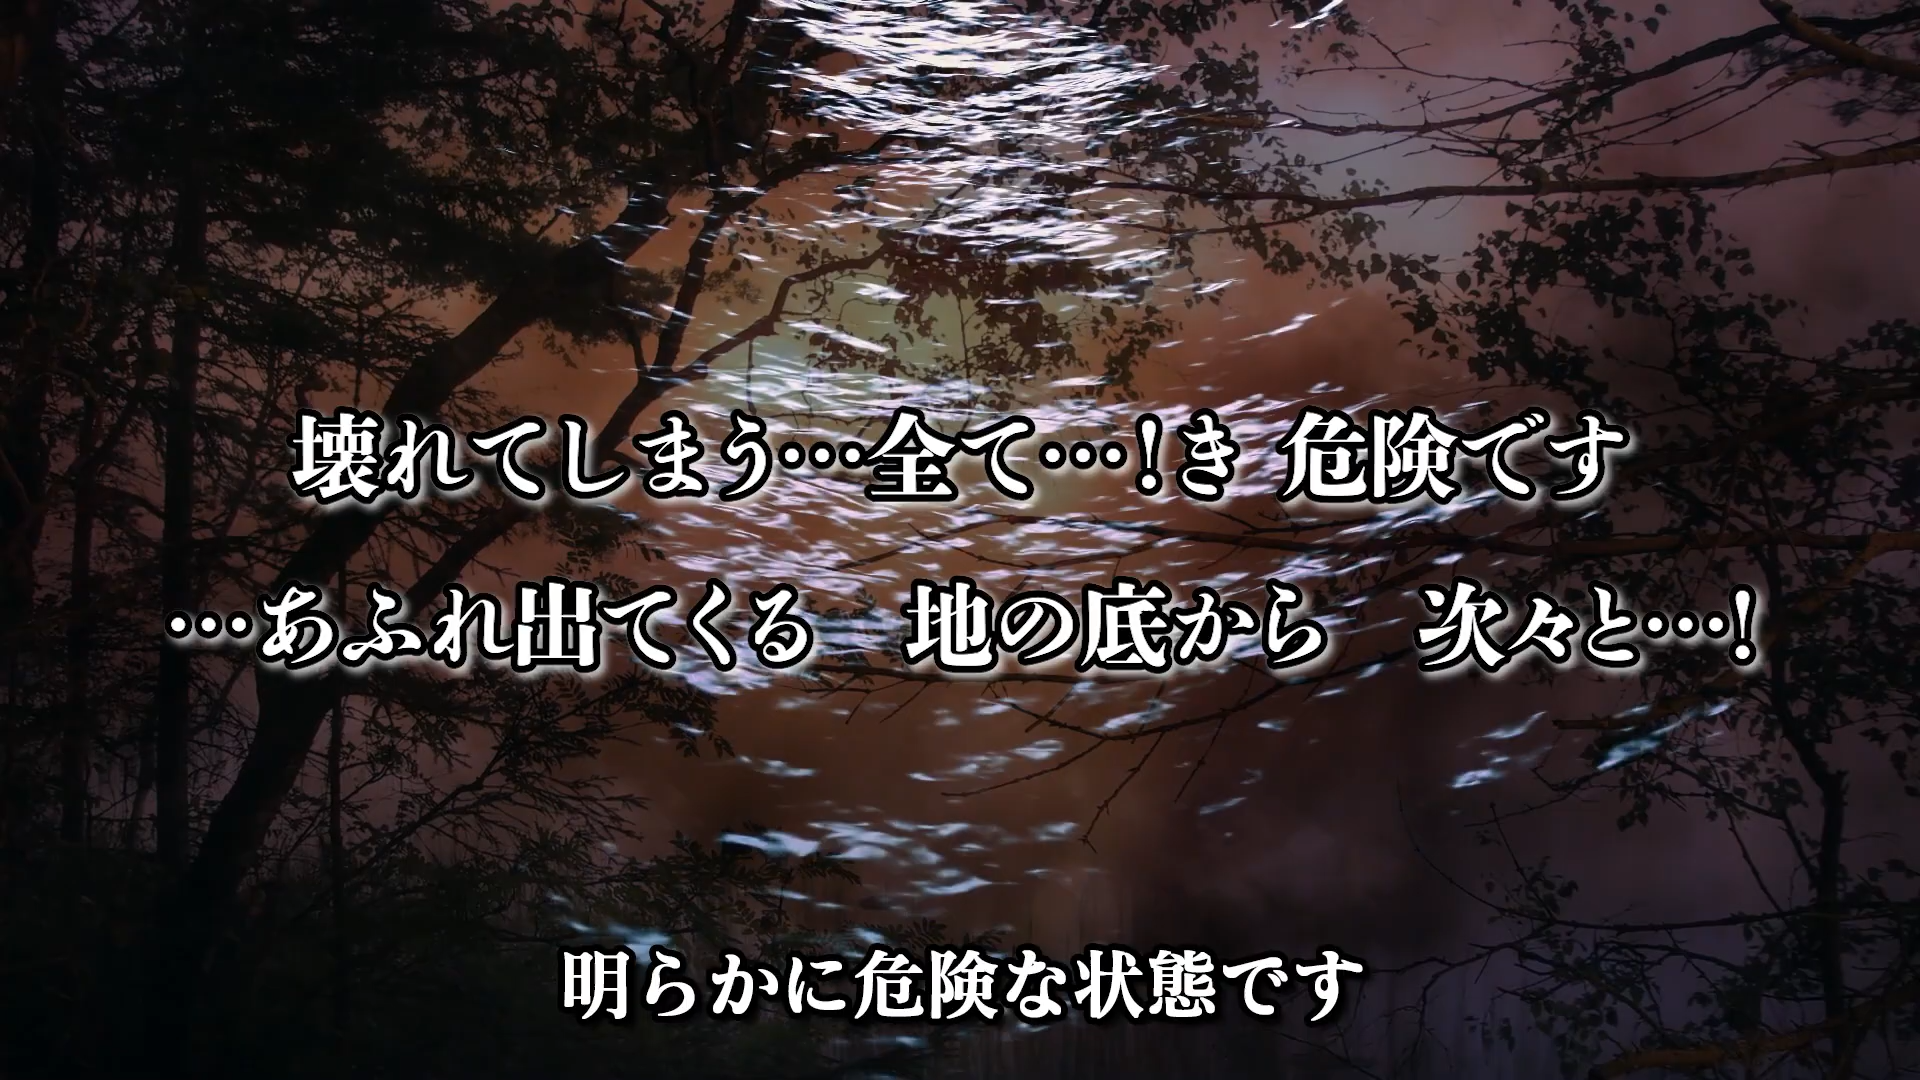 壊れてしまう…全て…!き 危険です
…あふれ出てくる　地の底から　次々と…!
明らかに危険な状態です